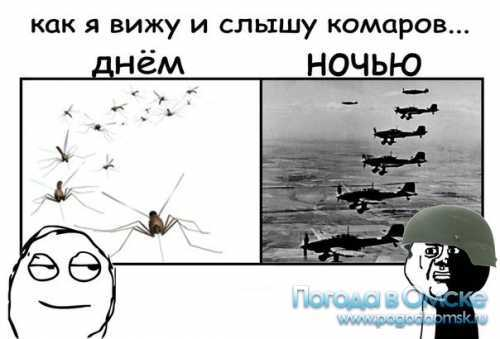 как я вижу и слышу комаров...
днём
ночью
Погода в Омске
www.pogodaomsk.ru